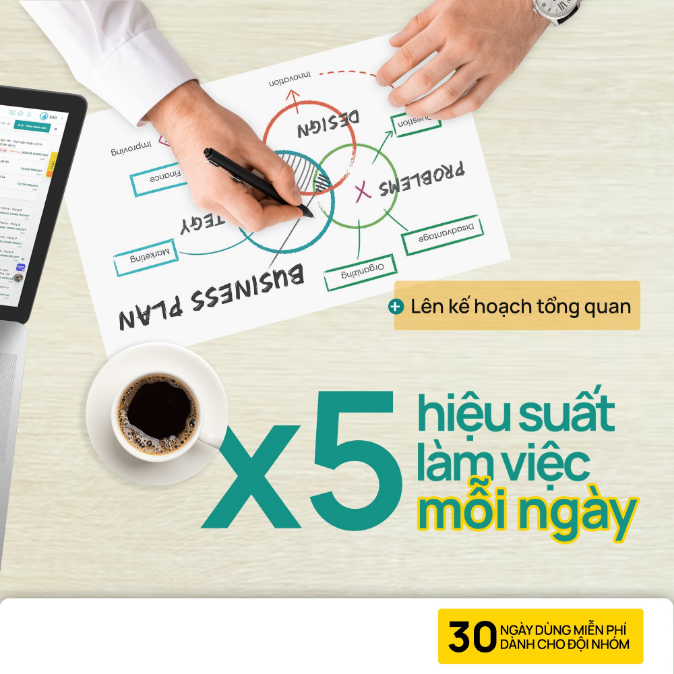 Innovation
DESIGN
Question
Improving
Finance
PROBLEMS
TEGY
Disadvantage
Marketing
Organizing
BUSINESS PLAN
Lên kế hoạch tổng quan
x5 hiệu suất
làm việc
mỗi ngày
30 NGÀY DÙNG MIỄN PHÍ
DÀNH CHO ĐỘI NHÓM